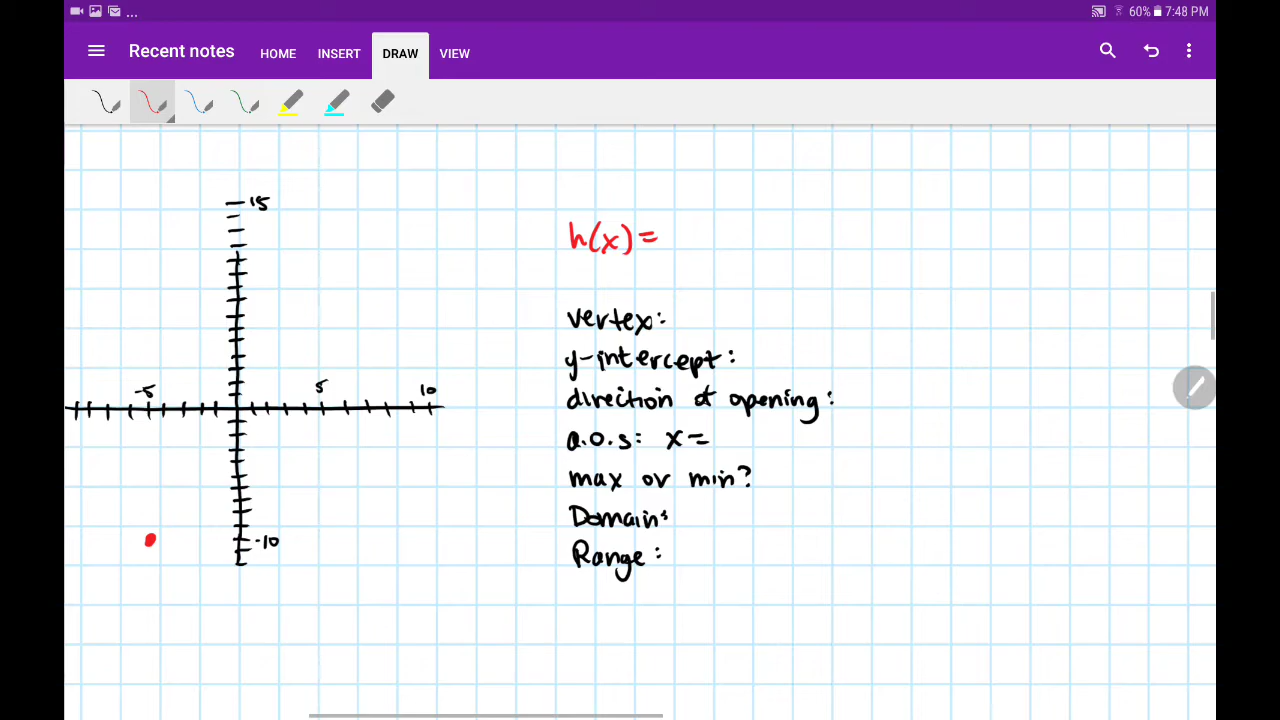 ... 60% 7:48 PM
Recent notes HOME INSERT DRAW VIEW
15
h(x)=
vertex:
y-intercept:
-5 5 10
direction of opening:
a.o.s: x=
max or min?
Domain:
-10
Range: